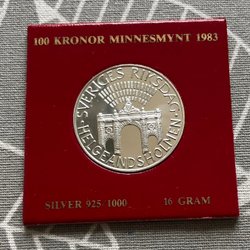 100 KRONOR MINNESMYNT 1983
SVERIGES RIKSDAG
HELGEANDSHOLMEN
SILVER 925/1000
16 GRAM